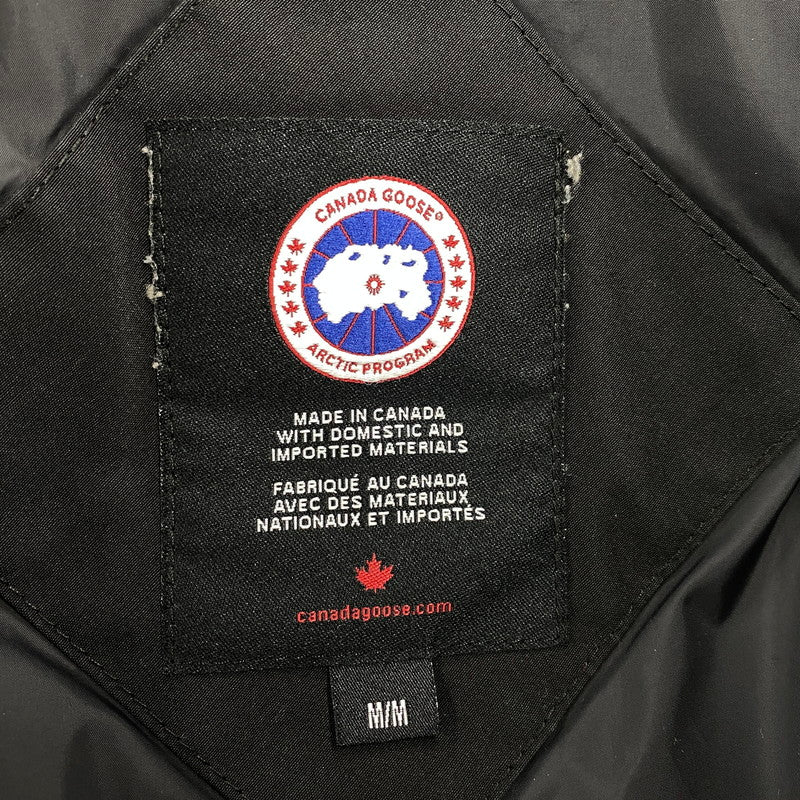 CANADA GOOSE®
ARCTIC PROGRAM
MADE IN CANADA
WITH DOMESTIC AND
IMPORTED MATERIALS
FABRIQUÉ AU CANADA
AVEC DES MATERIAUX
NATIONAUX ET IMPORTÉS
canadagoose.com
M/M